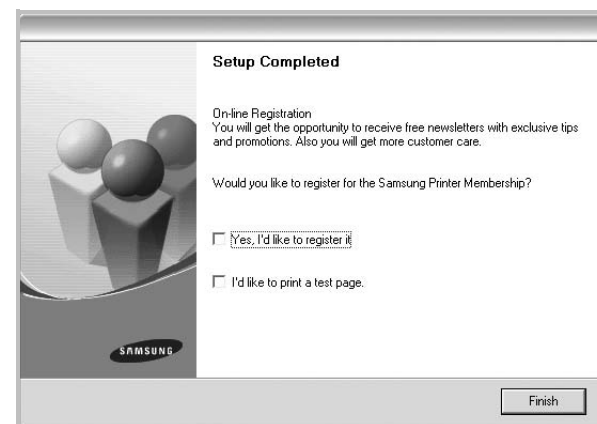 Setup Completed
On-line Registration
You will get the opportunity to receive free newsletters with exclusive tips
and promotions. Also you will get more customer care.
Would you like to register for the Samsung Printer Membership?
Yes, I'd like to register it
I'd like to print a test page.
SAMSUNG
Finish